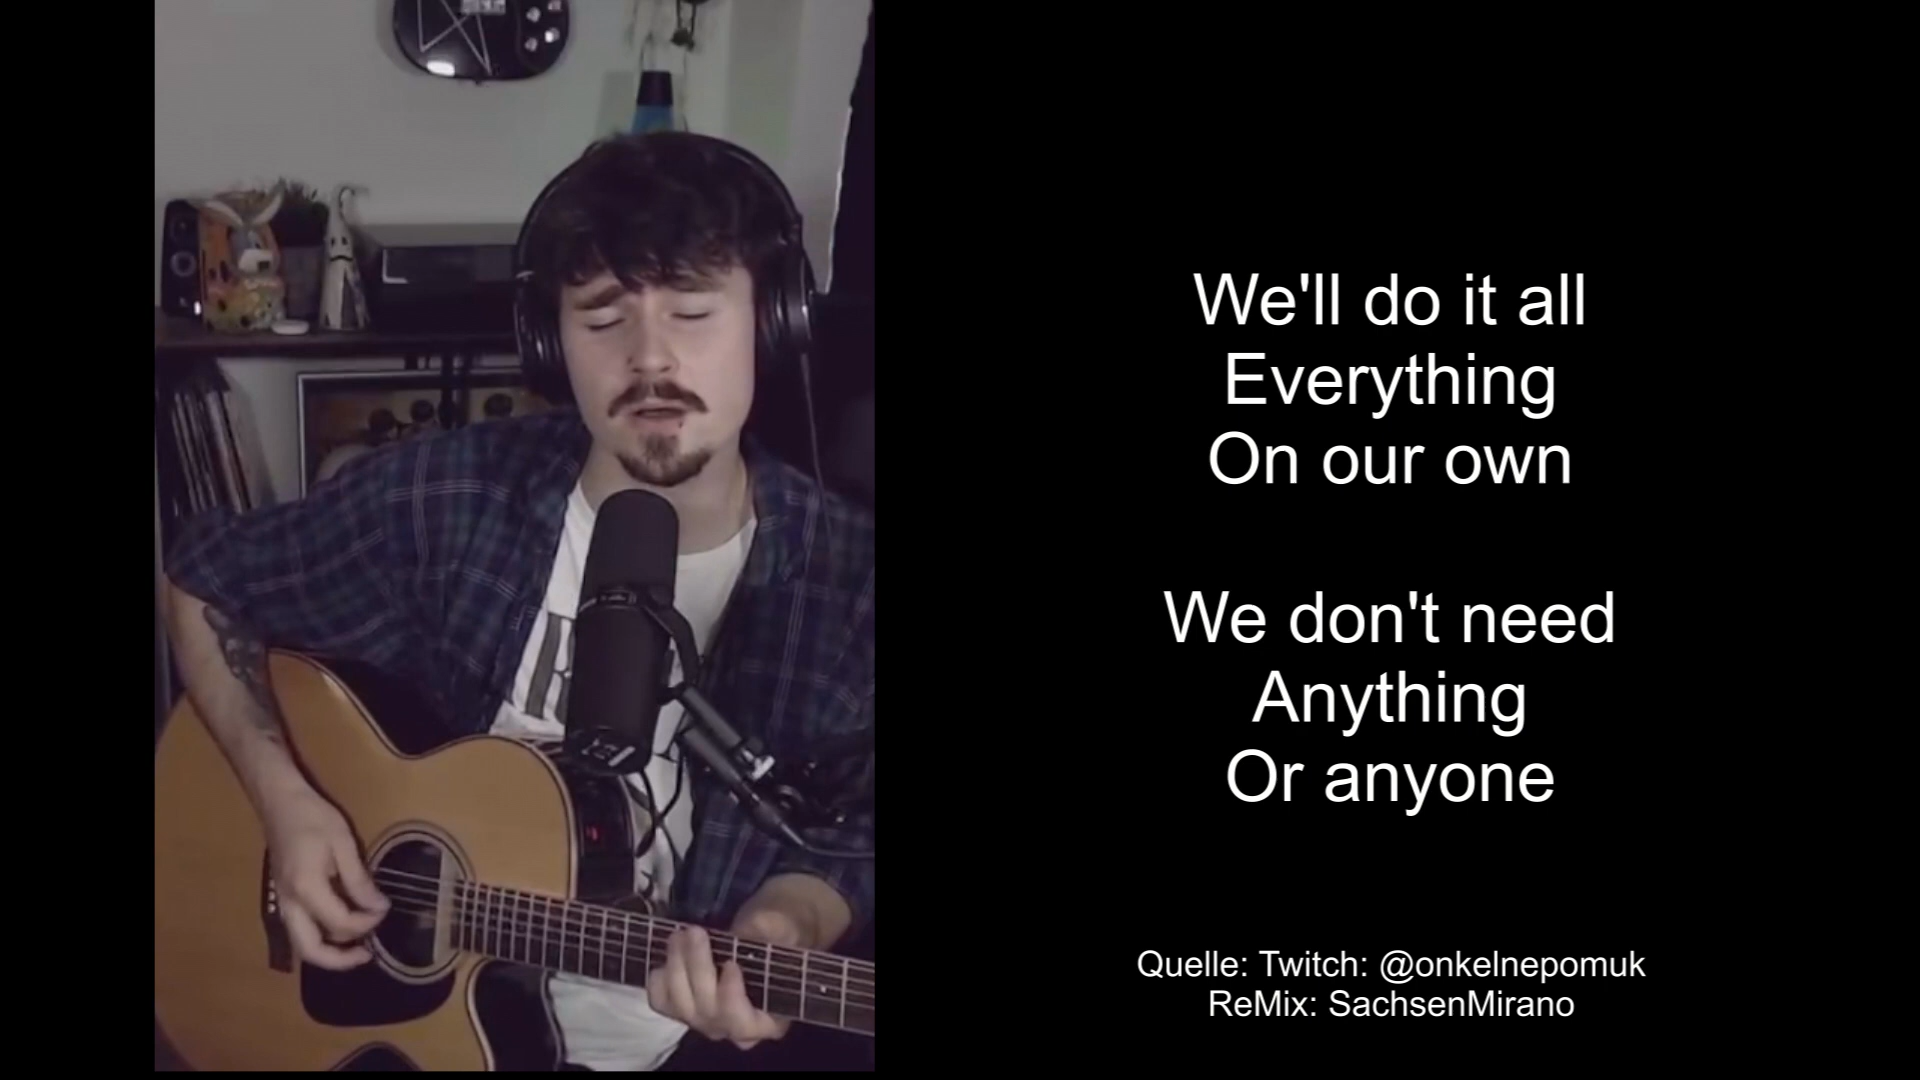 We'll do it all
Everything
On our own
We don't need
Anything
Or anyone
Quelle: Twitch: @onkelnepomuk
ReMix: SachsenMirano